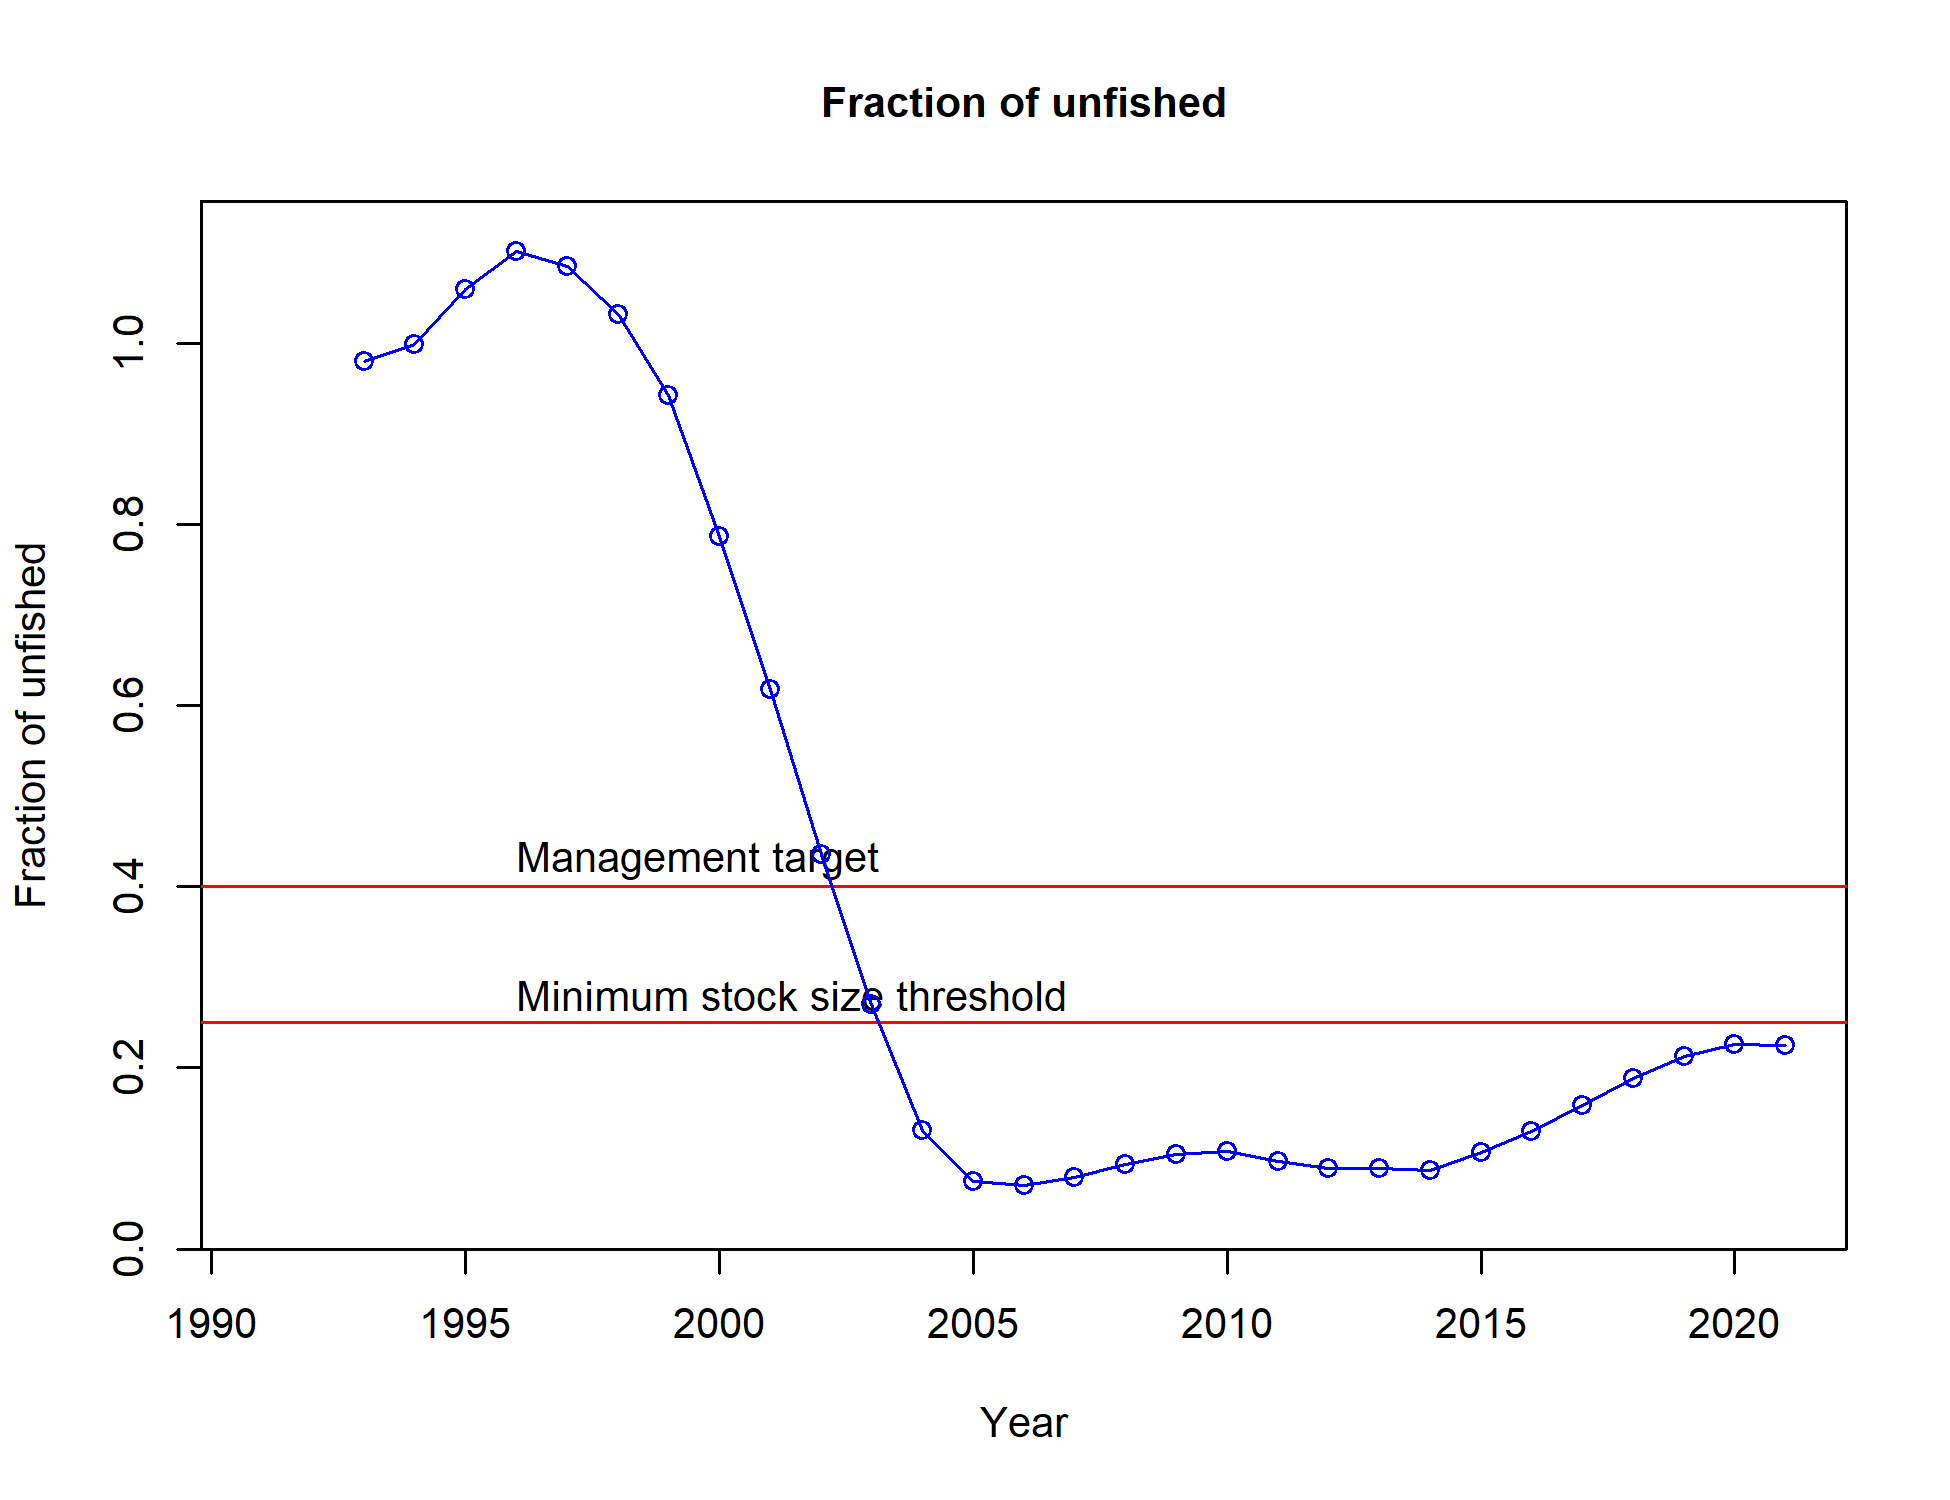 Fraction of unfished
Fraction of unfished
1.0
0.8
0.6
0.4
0.2
0.0
Management target
Minimum stock size threshold
1990 1995 2000 2005 2010 2015 2020
Year